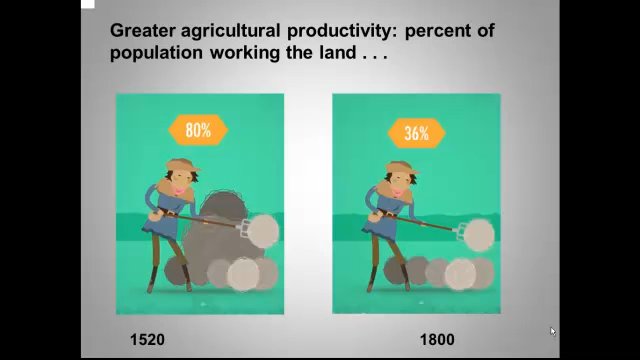 Greater agricultural productivity: percent of
population working the land . . .
80%
36%
1520
1800